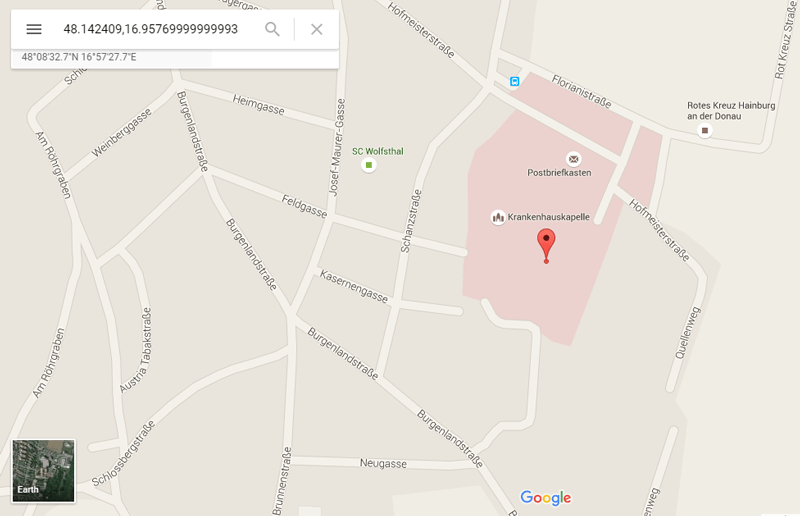 48.142409,16.95769999999993
48°08'32.7"N 16°57'27.7"E
Hofmeisterstraße
Rot Kreuz Straße
Florianistraße
Rotes Kreuz Hainburg
an der Donau
Burgenlandstraße
Heimgasse
Weinberggasse
Am Röhrgraben
Josef-Maurer-Gasse
SC Wolfsthal
Postbriefkasten
Feldgasse
Schanzstraße
Krankenhauskapelle
Hofmeisterstraße
Burgenlandstraße
Kasernengasse
Quellenweg
Am Röhrgraben
Austria Tabakstraße
Burgenlandstraße
Burgenlandstraße
Schlossbergstraße
Neugasse
Brunnenstraße
Earth
Google